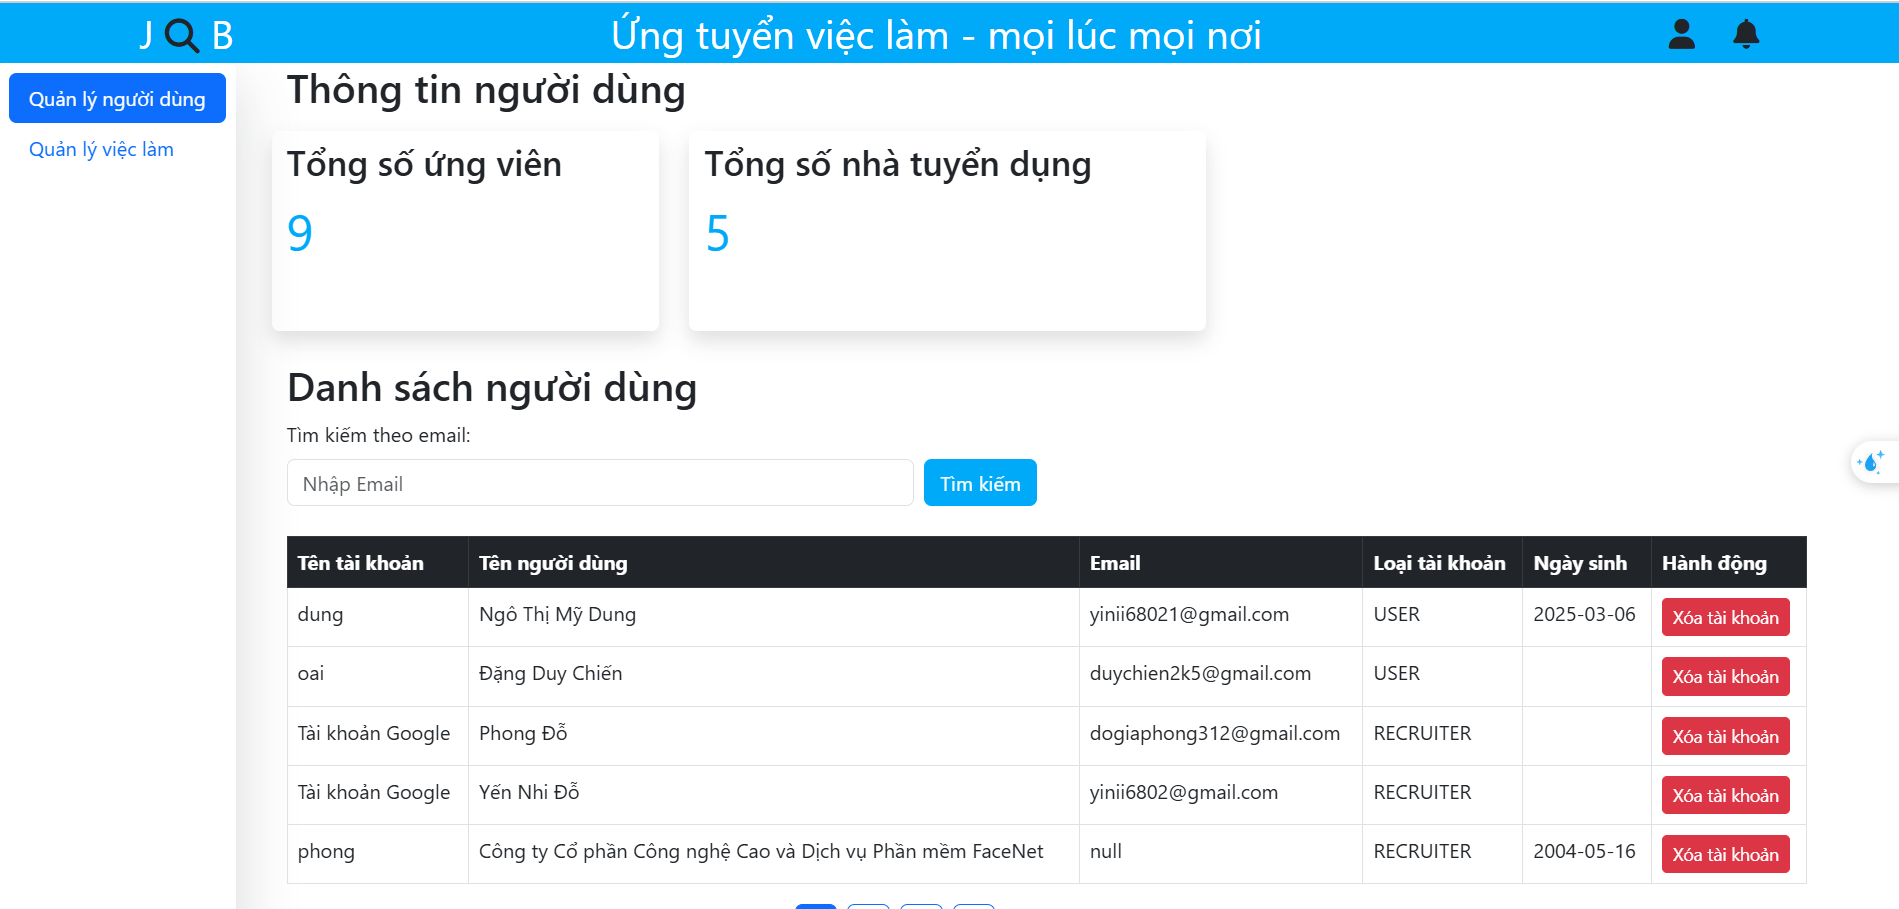 J B
Ứng tuyển việc làm - mọi lúc mọi nơi
Quản lý người dùng
Quản lý việc làm
Thông tin người dùng
Tổng số ứng viên
9
Tổng số nhà tuyển dụng
5
Danh sách người dùng
Tìm kiếm theo email:
Nhập Email
Tìm kiếm
Tên tài khoản Tên người dùng Email Loại tài khoản Ngày sinh Hành động
dung Ngô Thị Mỹ Dung yinii68021@gmail.com USER 2025-03-06 Xóa tài khoản
oai Đặng Duy Chiến duychien2k5@gmail.com USER Xóa tài khoản
Tài khoản Google Phong Đỗ dogiaphong312@gmail.com RECRUITER Xóa tài khoản
Tài khoản Google Yến Nhi Đỗ yinii6802@gmail.com RECRUITER Xóa tài khoản
phong Công ty Cổ phần Công nghệ Cao và Dịch vụ Phần mềm FaceNet null RECRUITER 2004-05-16 Xóa tài khoản